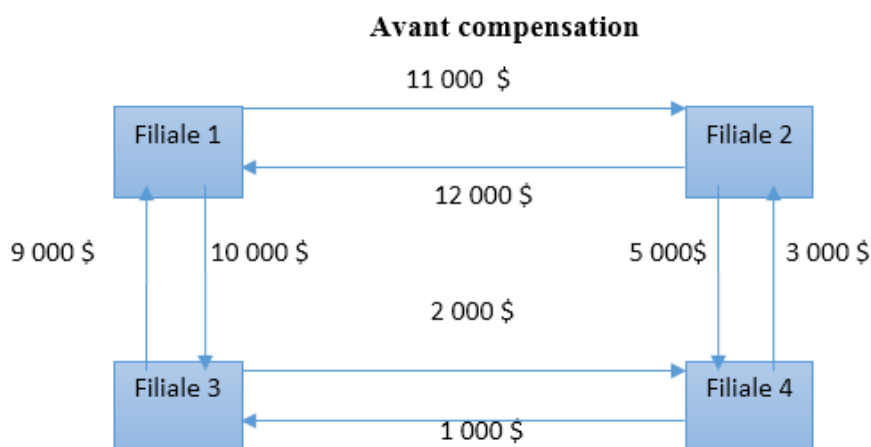 Avant compensation
11 000 $
Filiale 1
Filiale 2
12 000 $
9 000 $
10 000 $
5 000$
3 000 $
2 000 $
Filiale 3
Filiale 4
1 000 $